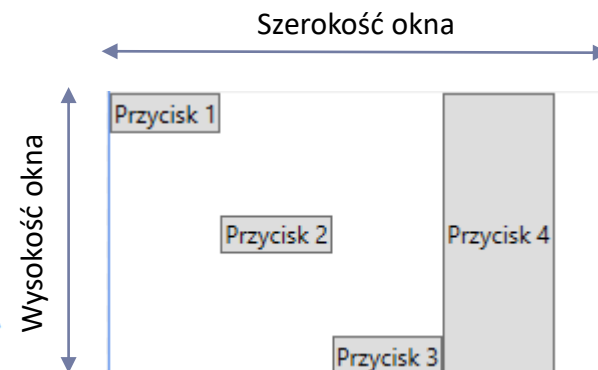 Szerokość okna
Wysokość okna
Przycisk 1
Przycisk 2
Przycisk 4
Przycisk 3